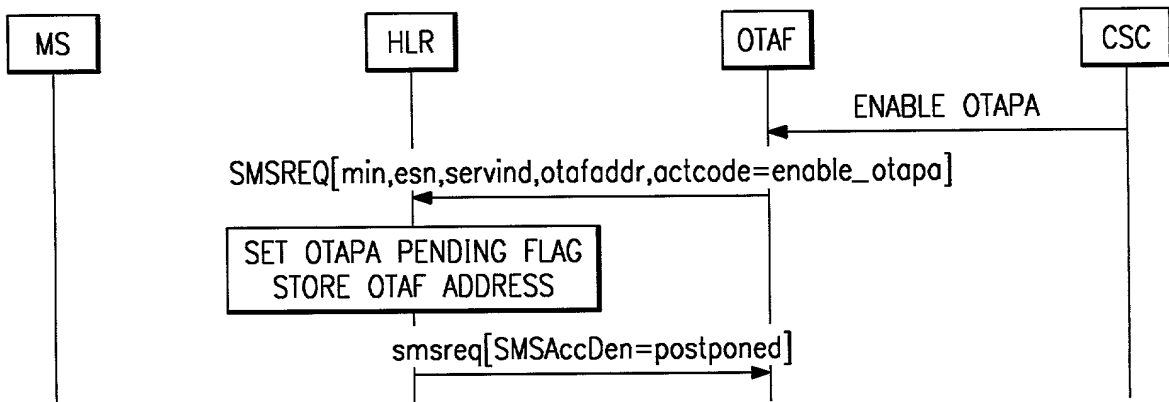 MS
HLR
OTAF
CSC
ENABLE OTAPA
SMSREQ[min,esn,servind,otafaddr,actcode=enable_otapa]
SET OTAPA PENDING FLAG
STORE OTAF ADDRESS
smsreq[SMSAccDen=postponed]